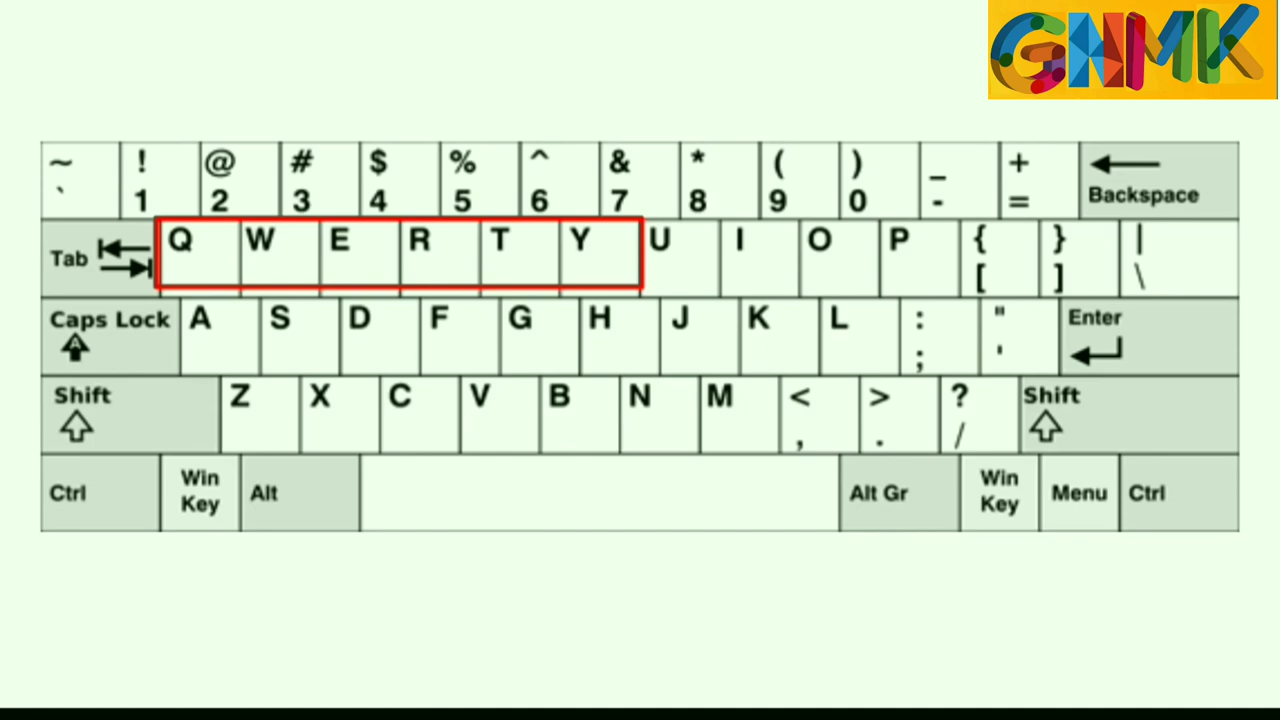 GNMK
~ ! @ # $ % ^ & * ( ) _ +
` 1 2 3 4 5 6 7 8 9 0 - = Backspace
Tab Q W E R T Y U I O P { } |
[ ] \
Caps Lock A S D F G H J K L : " Enter
A ; '
Shift Z X C V B N M < > ? Shift
, . /
Ctrl Win Key Alt Alt Gr Win Key Menu Ctrl